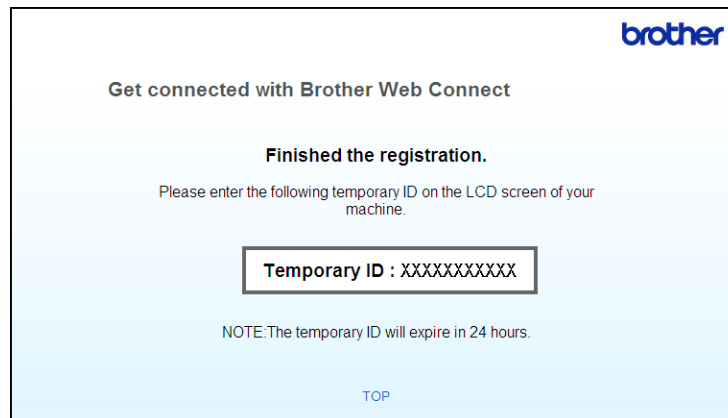 brother
Get connected with Brother Web Connect
Finished the registration.
Please enter the following temporary ID on the LCD screen of your
machine.
Temporary ID : XXXXXXXXXXX
NOTE:The temporary ID will expire in 24 hours.
TOP